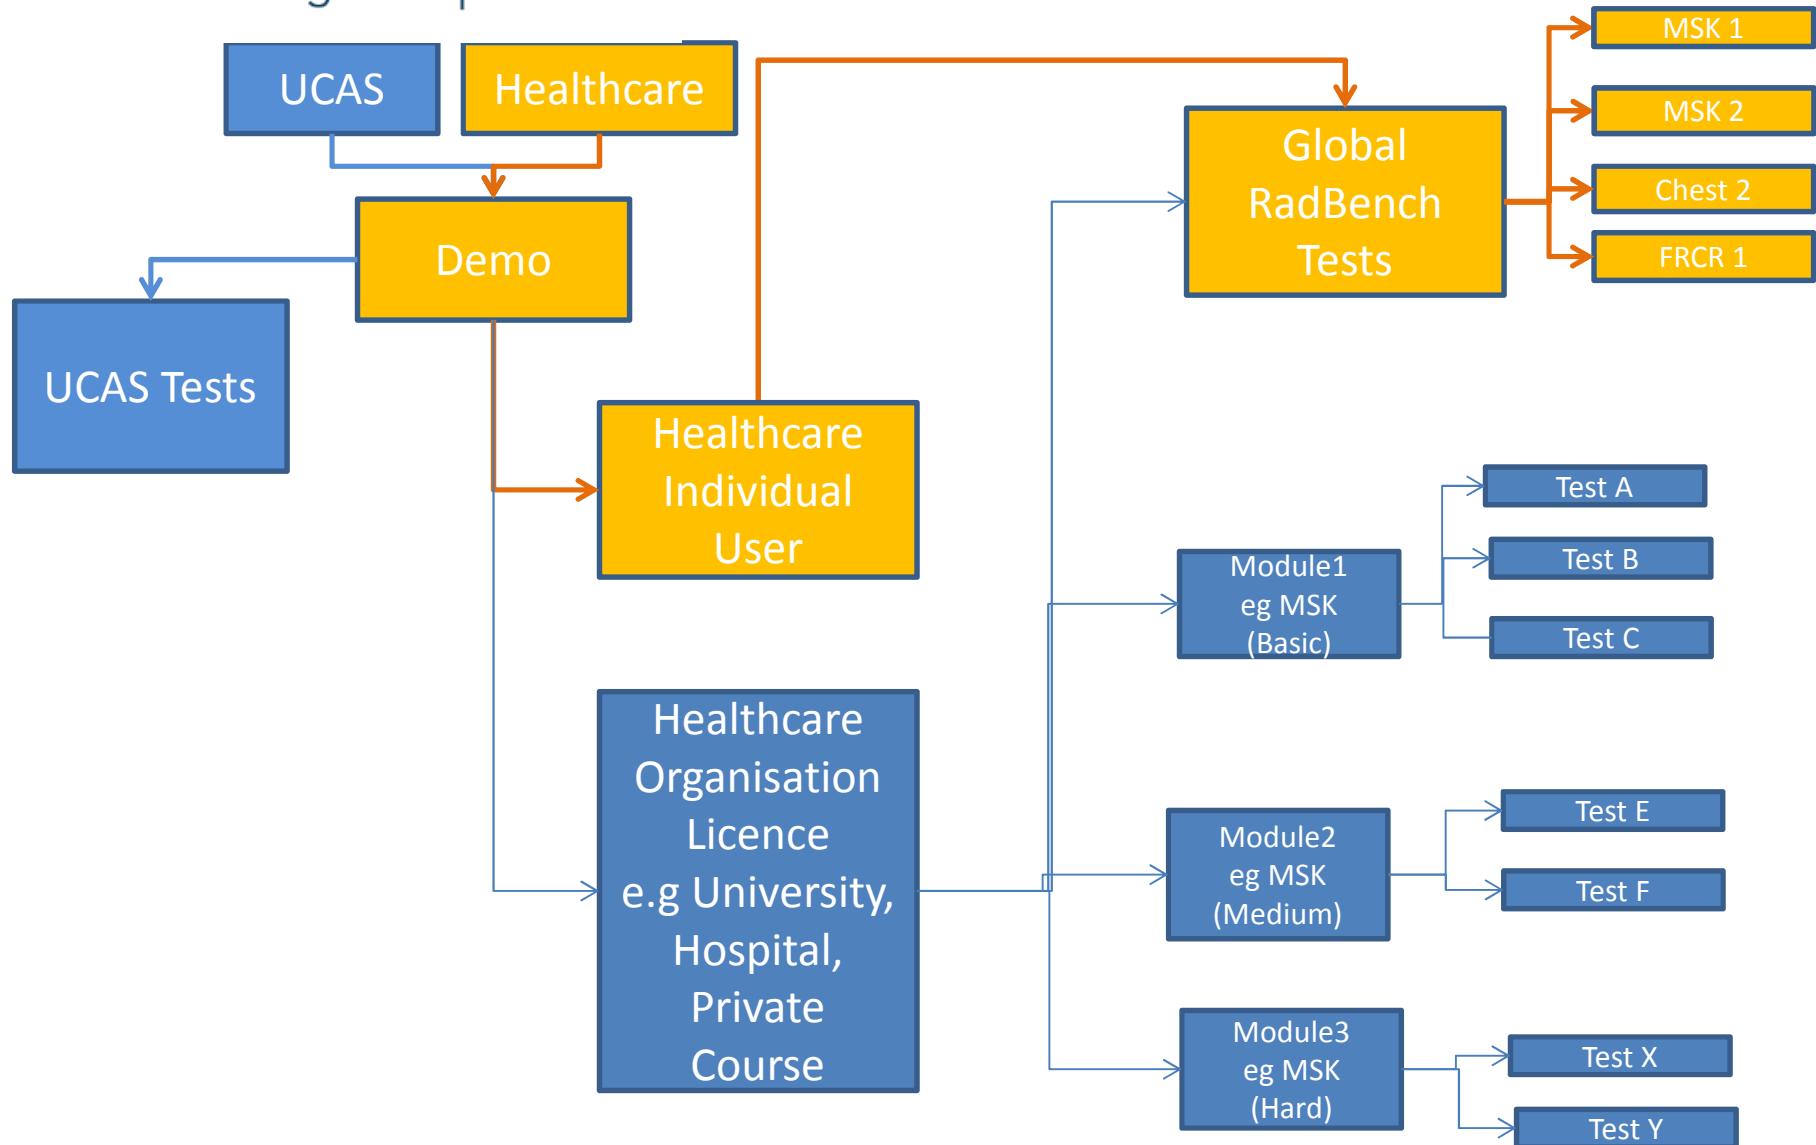 UCAS
Healthcare
Demo
UCAS Tests
Healthcare
Individual
User
Healthcare
Organisation
Licence
e.g University,
Hospital,
Private
Course
Global
RadBench
Tests
MSK 1
MSK 2
Chest 2
FRCR 1
Module1
eg MSK
(Basic)
Test A
Test B
Test C
Module2
eg MSK
(Medium)
Test E
Test F
Module3
eg MSK
(Hard)
Test X
Test Y